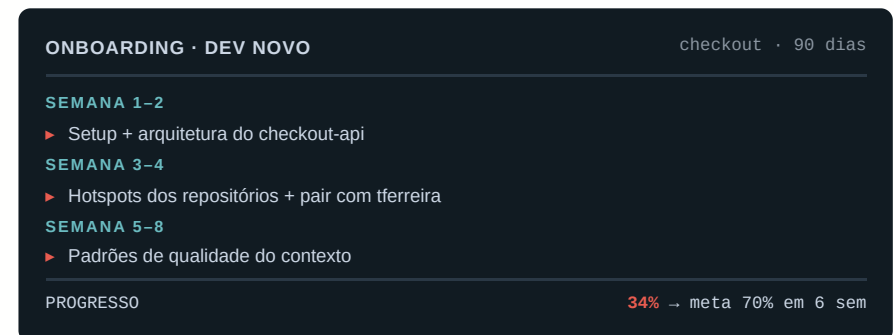 ONBOARDING · DEV NOVO
checkout · 90 dias
SEMANA 1–2
▸ Setup + arquitetura do checkout-api
SEMANA 3–4
▸ Hotspots dos repositórios + pair com tferreira
SEMANA 5–8
▸ Padrões de qualidade do contexto
PROGRESSO
34% → meta 70% em 6 sem